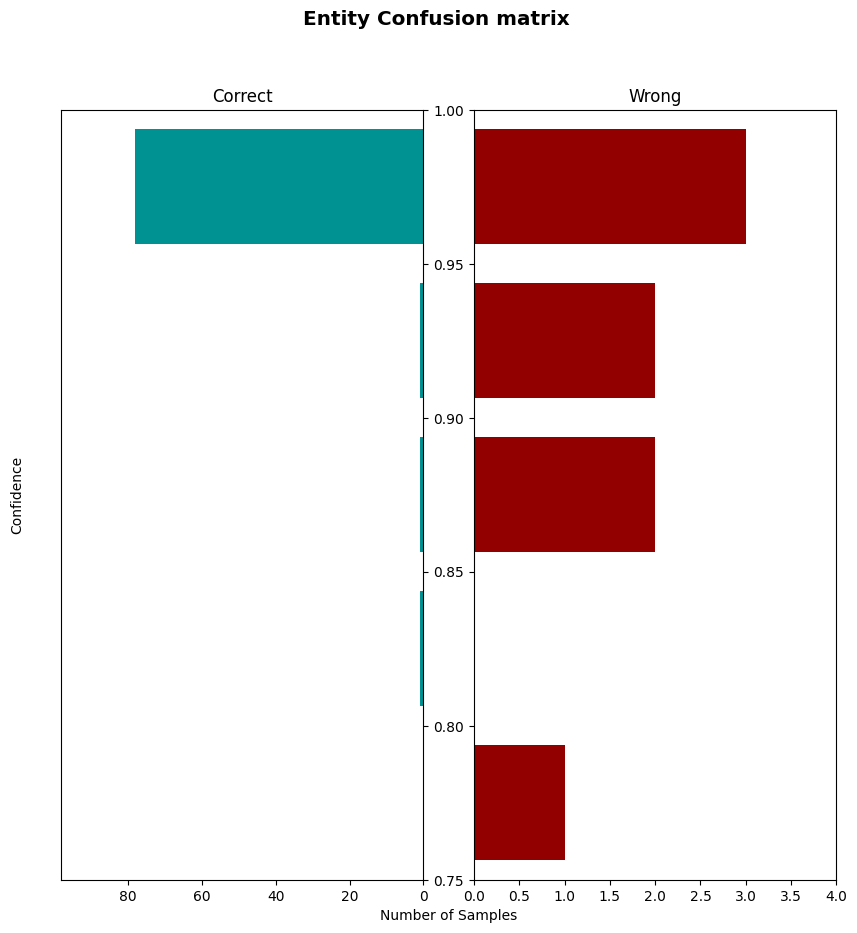 Entity Confusion matrix
Correct
Wrong
1.00
0.95
0.90
0.85
0.80
0.75
Confidence
80 60 40 20 0
0.0 0.5 1.0 1.5 2.0 2.5 3.0 3.5 4.0
Number of Samples